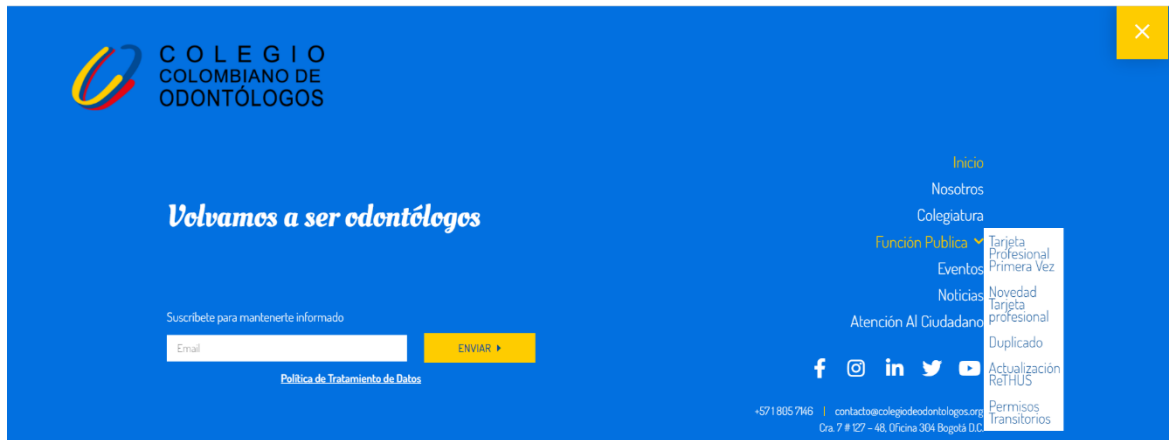 COLEGIO
COLOMBIANO DE
ODONTÓLOGOS
Volvamos a ser odontólogos
Suscríbete para mantenerte informado
Email
ENVIAR
Política de Tratamiento de Datos
Inicio
Nosotros
Colegiatura
Función Publica
Eventos
Noticias
Atención Al Ciudadano
Tarjeta
Profesional
Primera Vez
Novedad
Tarjeta
profesional
Duplicado
Actualización
ReTHUS
Permisos
Transitorios
+57 1 805 7146 | contacto@colegiodeodontologos.org
Cra. 7 # 127 – 48, Oficina 304 Bogotá D.C.